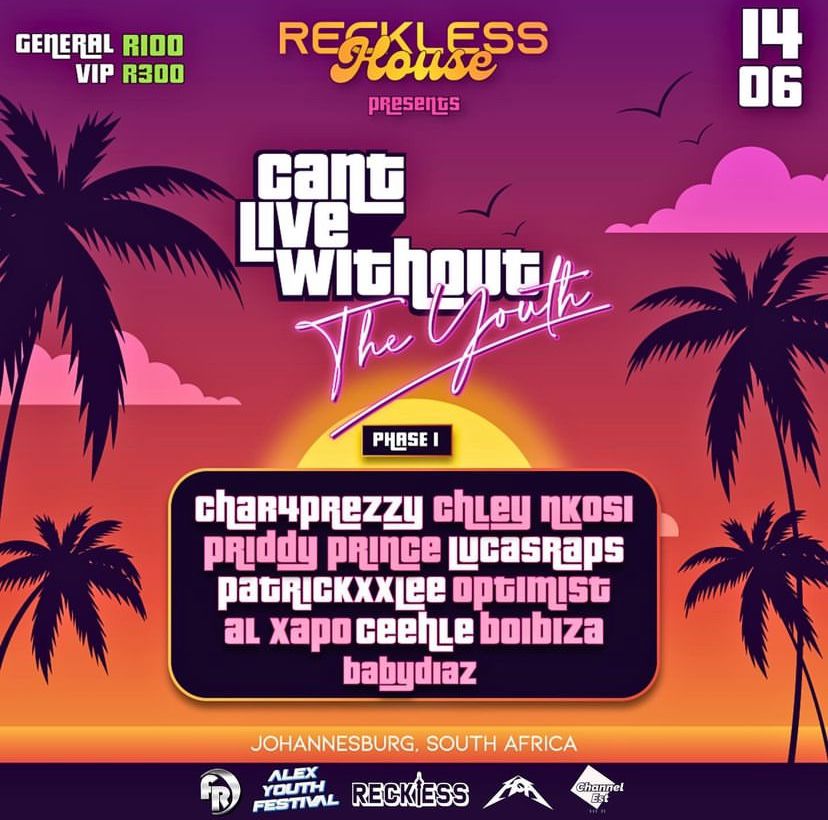 GENERAL R100
VIP R300
RECKLESS
House
PRESENTS
14
06
CANT
LIVE
WITHOUT
The Youth
PHASE 1
CHAR4PREZZY CHLEY NKOSI
PRIDDY PRINCE LUCASRAPS
PATRICKXXLEE OPTIMIST
AL XAPO CEEHLE BOIBIZA
BABYDIAZ
JOHANNESBURG, SOUTH AFRICA
ALEX
YOUTH
FESTIVAL
RECKLESS
Channel
Est